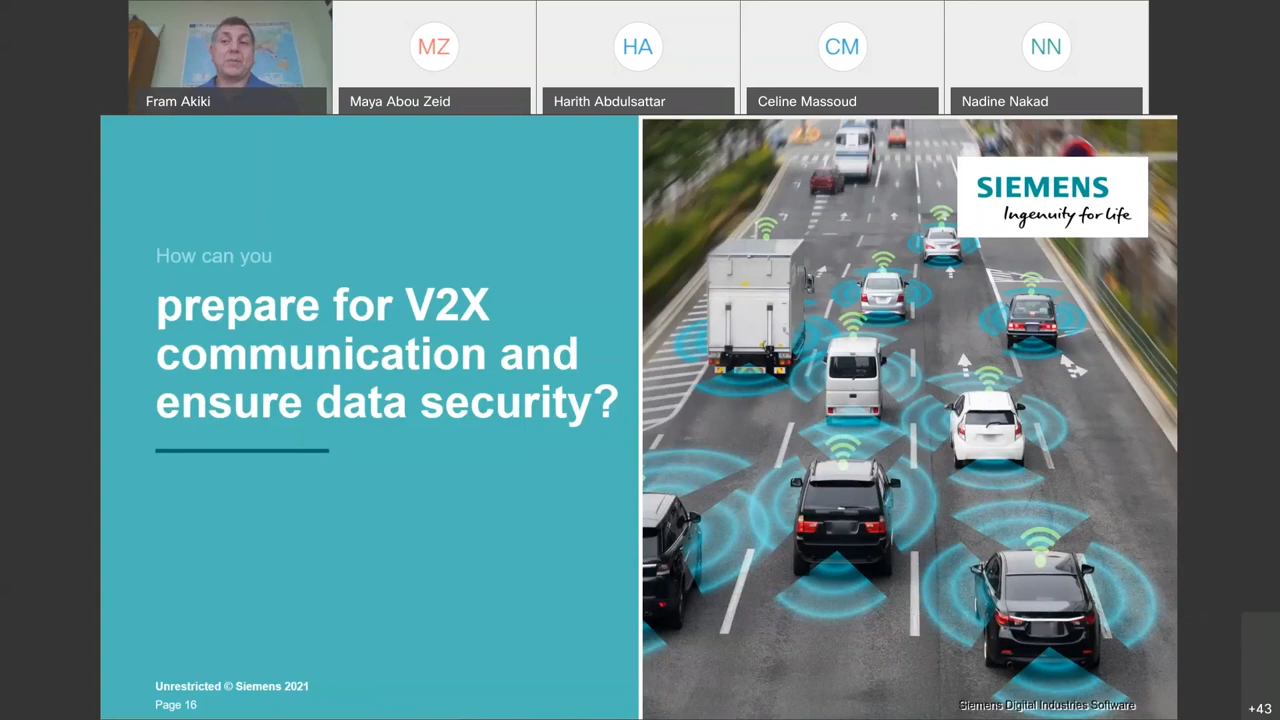 MZ
HA
CM
NN
Fram Akiki
Maya Abou Zeid
Harith Abdulsattar
Celine Massoud
Nadine Nakad
SIEMENS
Ingenuity for life
How can you
prepare for V2X
communication and
ensure data security?
Unrestricted © Siemens 2021
Page 16
Siemens Digital Industries Software
+43